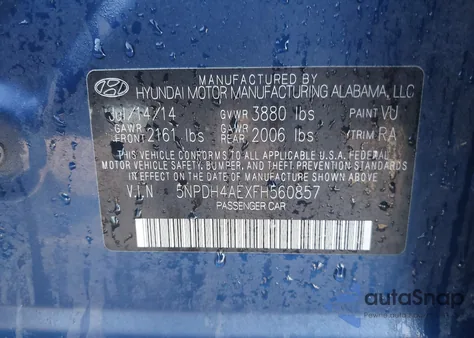 MANUFACTURED BY
HYUNDAI MOTOR MANUFACTURING ALABAMA, LLC
Jul/14/14 GVWR 3880 lbs PAINT VU
GAWR FRONT 2161 lbs GAWR REAR 2006 lbs /TRIM RA
THIS VEHICLE CONFORMS TO ALL APPLICABLE U.S.A. FEDERAL
MOTOR VEHICLE SAFETY, BUMPER, AND THEFT PREVENTION STANDARDS
IN EFFECT ON THE DATE OF MANUFACTURE SHOWN ABOVE
V.I.N 5NPDH4AEXFH560857
PASSENGER CAR
autoSnap